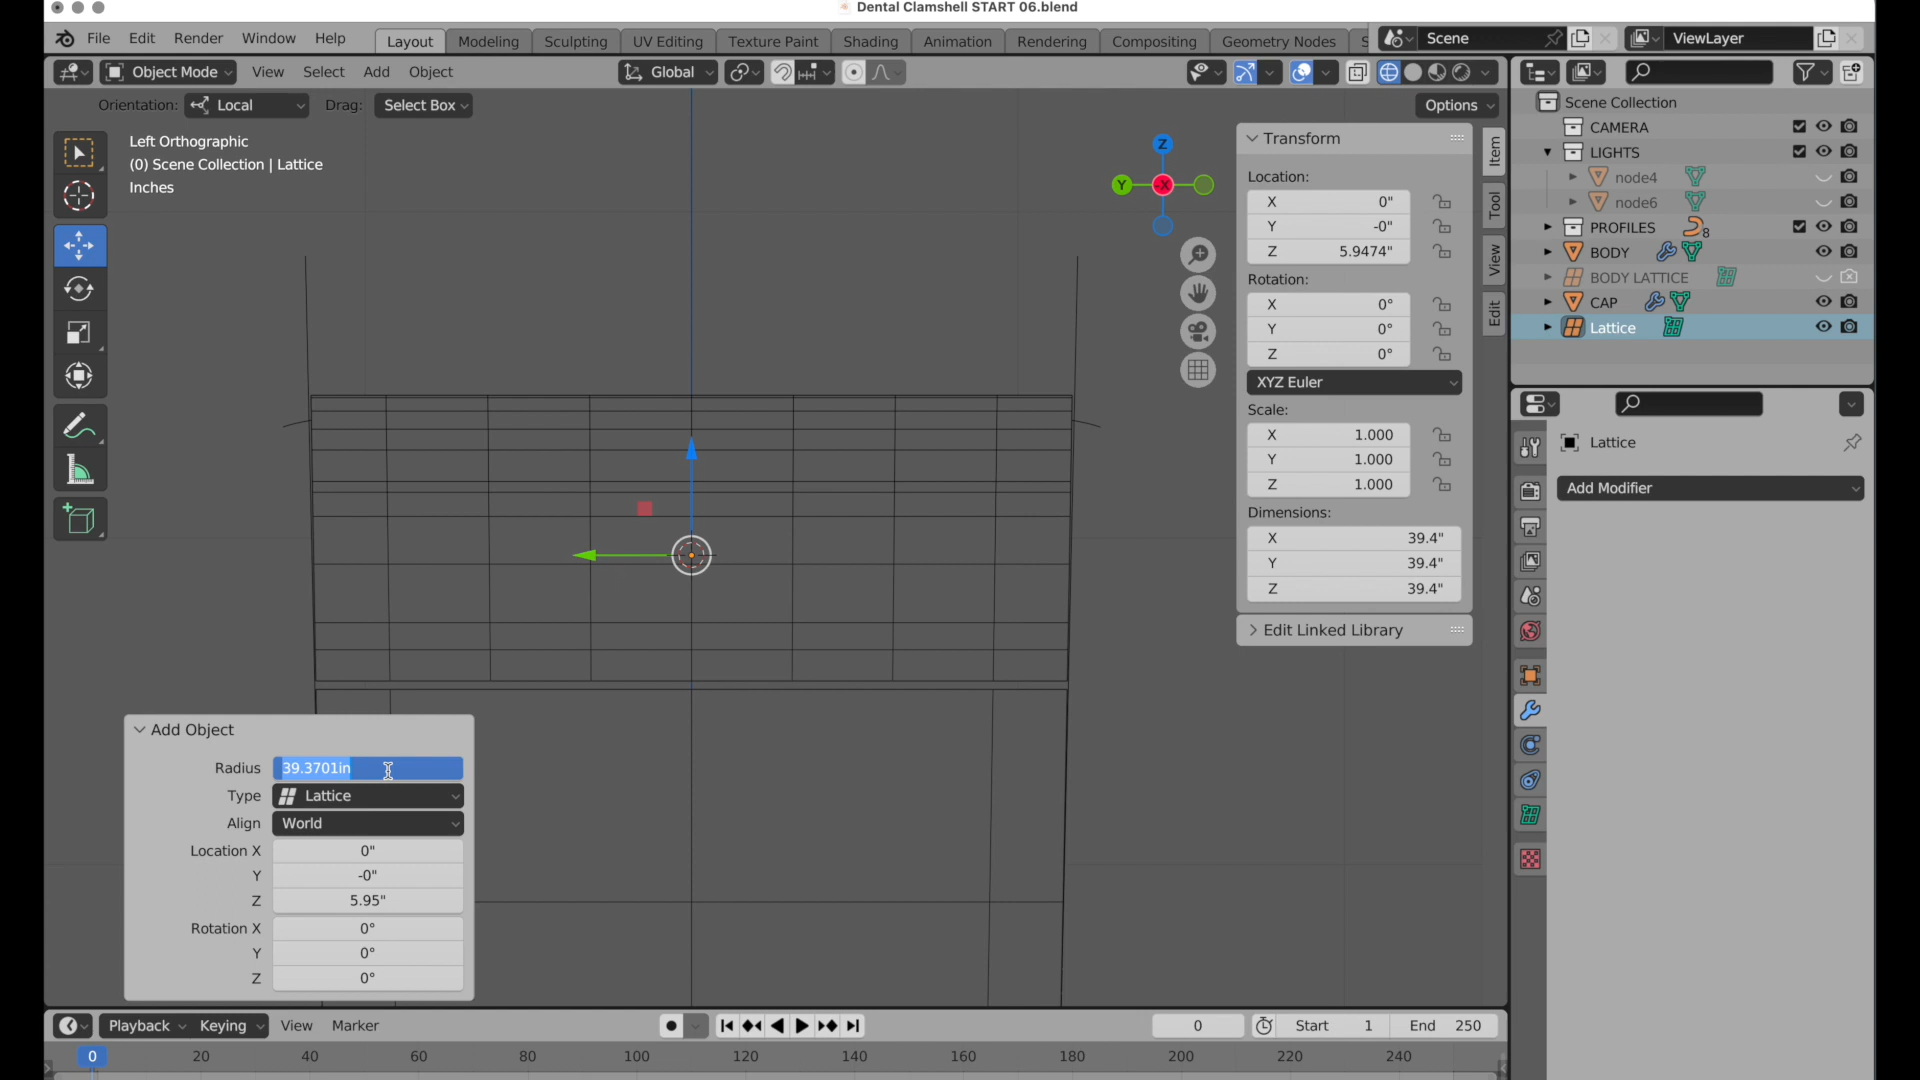 Dental Clamshell START 06.blend
File Edit Render Window Help Layout Modeling Sculpting UV Editing Texture Paint Shading Animation Rendering Compositing Geometry Nodes S Scene ViewLayer
Object Mode View Select Add Object Global
Orientation: Local Drag: Select Box Options
Left Orthographic
(0) Scene Collection | Lattice
Inches
Z
Y
-X
Transform
Location:
X 0"
Y -0"
Z 5.9474"
Rotation:
X 0°
Y 0°
Z 0°
XYZ Euler
Scale:
X 1.000
Y 1.000
Z 1.000
Dimensions:
X 39.4"
Y 39.4"
Z 39.4"
Edit Linked Library
Item
Tool
View
Edit
Scene Collection
CAMERA
LIGHTS
node4
node6
PROFILES 8
BODY
BODY LATTICE
CAP
Lattice
Lattice
Add Modifier
Add Object
Radius 39.3701in
Type Lattice
Align World
Location X 0"
Y -0"
Z 5.95"
Rotation X 0°
Y 0°
Z 0°
Playback Keying View Marker 0 Start 1 End 250
0 20 40 60 80 100 120 140 160 180 200 220 240